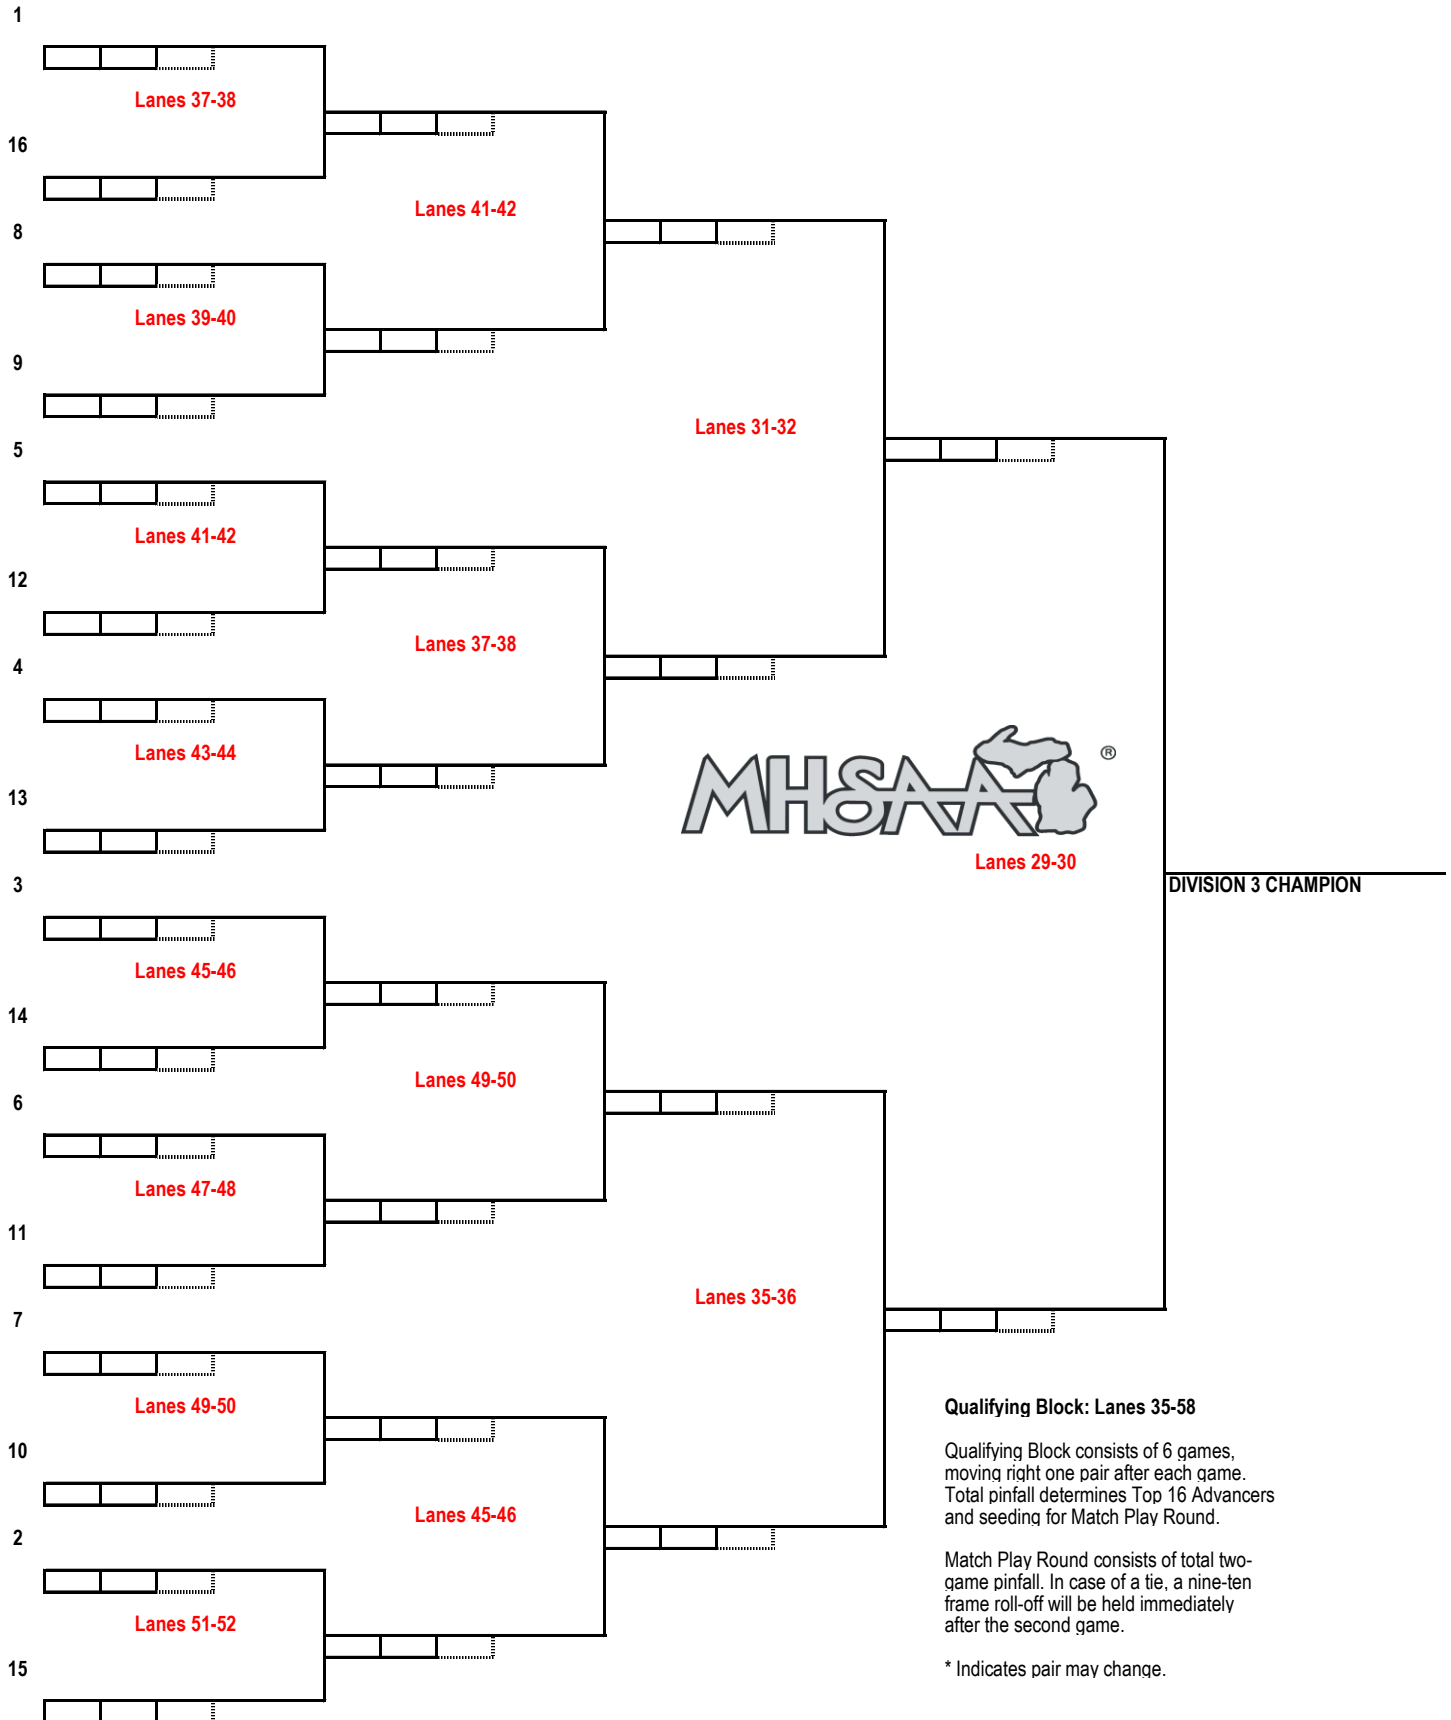 1
Lanes 37-38
16
Lanes 41-42
8
Lanes 39-40
9
Lanes 31-32
5
Lanes 41-42
12
Lanes 37-38
4
Lanes 43-44
MHSAA ®
13
Lanes 29-30
3
DIVISION 3 CHAMPION
Lanes 45-46
14
Lanes 49-50
6
Lanes 47-48
11
Lanes 35-36
7
Lanes 49-50
10
Lanes 45-46
2
Lanes 51-52
15
Qualifying Block: Lanes 35-58
Qualifying Block consists of 6 games,
moving right one pair after each game.
Total pinfall determines Top 16 Advancers
and seeding for Match Play Round.
Match Play Round consists of total two-
game pinfall. In case of a tie, a nine-ten
frame roll-off will be held immediately
after the second game.
* Indicates pair may change.